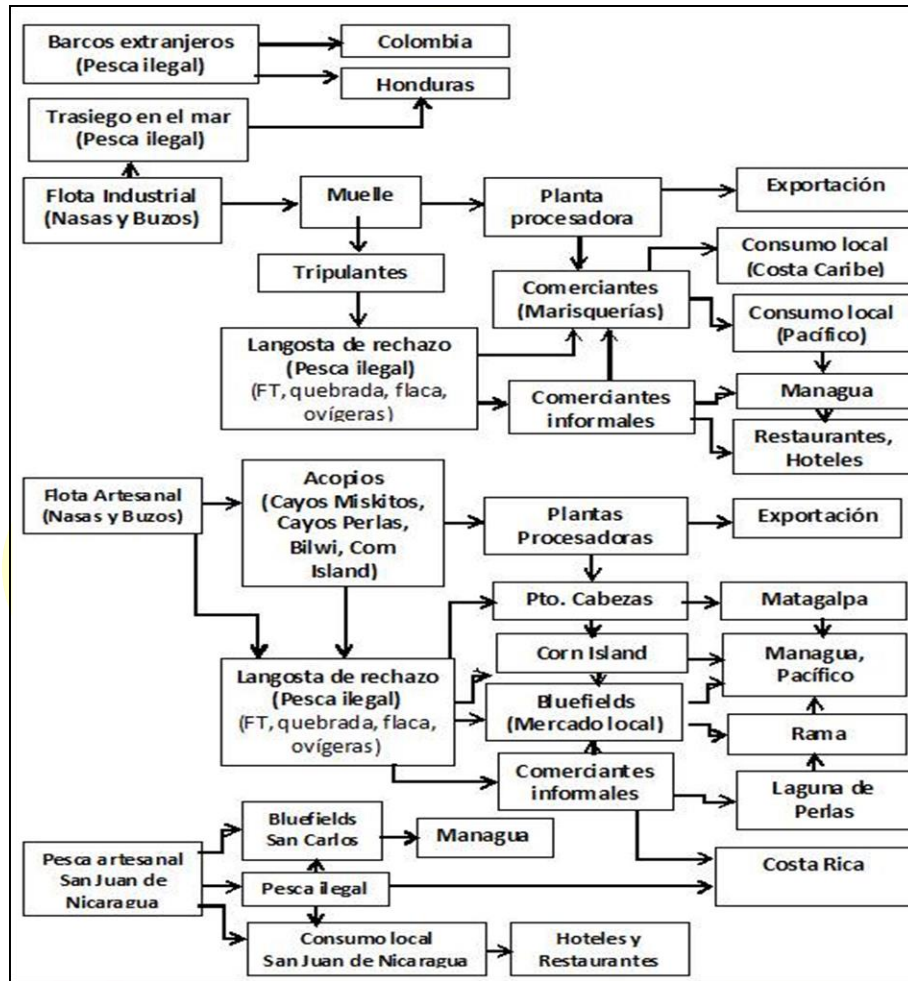 Barcos extranjeros
(Pesca ilegal)
Colombia
Honduras
Trasiego en el mar
(Pesca ilegal)
Flota Industrial
(Nasas y Buzos)
Muelle
Planta
procesadora
Exportación
Tripulantes
Comerciantes
(Marisquerías)
Consumo local
(Costa Caribe)
Consumo local
(Pacífico)
Langosta de rechazo
(Pesca ilegal)
(FT, quebrada, flaca,
ovígeras)
Comerciantes
informales
Managua
Restaurantes,
Hoteles
Flota Artesanal
(Nasas y Buzos)
Acopios
(Cayos Miskitos,
Cayos Perlas,
Bilwi, Corn
Island)
Plantas
Procesadoras
Exportación
Pto. Cabezas
Matagalpa
Corn Island
Managua,
Pacífico
Langosta de rechazo
(Pesca ilegal)
(FT, quebrada, flaca,
ovígeras)
Bluefields
(Mercado local)
Rama
Comerciantes
informales
Laguna de
Perlas
Bluefields
San Carlos
Managua
Costa Rica
Pesca artesanal
San Juan de
Nicaragua
Pesca ilegal
Consumo local
San Juan de Nicaragua
Hoteles y
Restaurantes